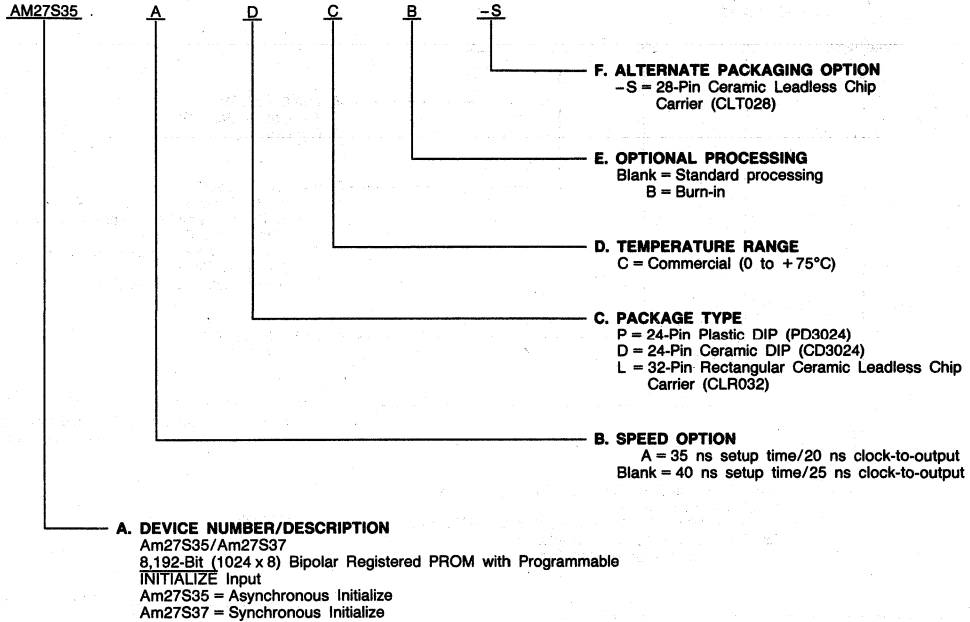 AM27S35 A D C B -S
F. ALTERNATE PACKAGING OPTION
-S = 28-Pin Ceramic Leadless Chip
Carrier (CLT028)
E. OPTIONAL PROCESSING
Blank = Standard processing
B = Burn-in
D. TEMPERATURE RANGE
C = Commercial (0 to +75°C)
C. PACKAGE TYPE
P = 24-Pin Plastic DIP (PD3024)
D = 24-Pin Ceramic DIP (CD3024)
L = 32-Pin Rectangular Ceramic Leadless Chip
Carrier (CLR032)
B. SPEED OPTION
A = 35 ns setup time/20 ns clock-to-output
Blank = 40 ns setup time/25 ns clock-to-output
A. DEVICE NUMBER/DESCRIPTION
Am27S35/Am27S37
8,192-Bit (1024 x 8) Bipolar Registered PROM with Programmable
INITIALIZE Input
Am27S35 = Asynchronous Initialize
Am27S37 = Synchronous Initialize